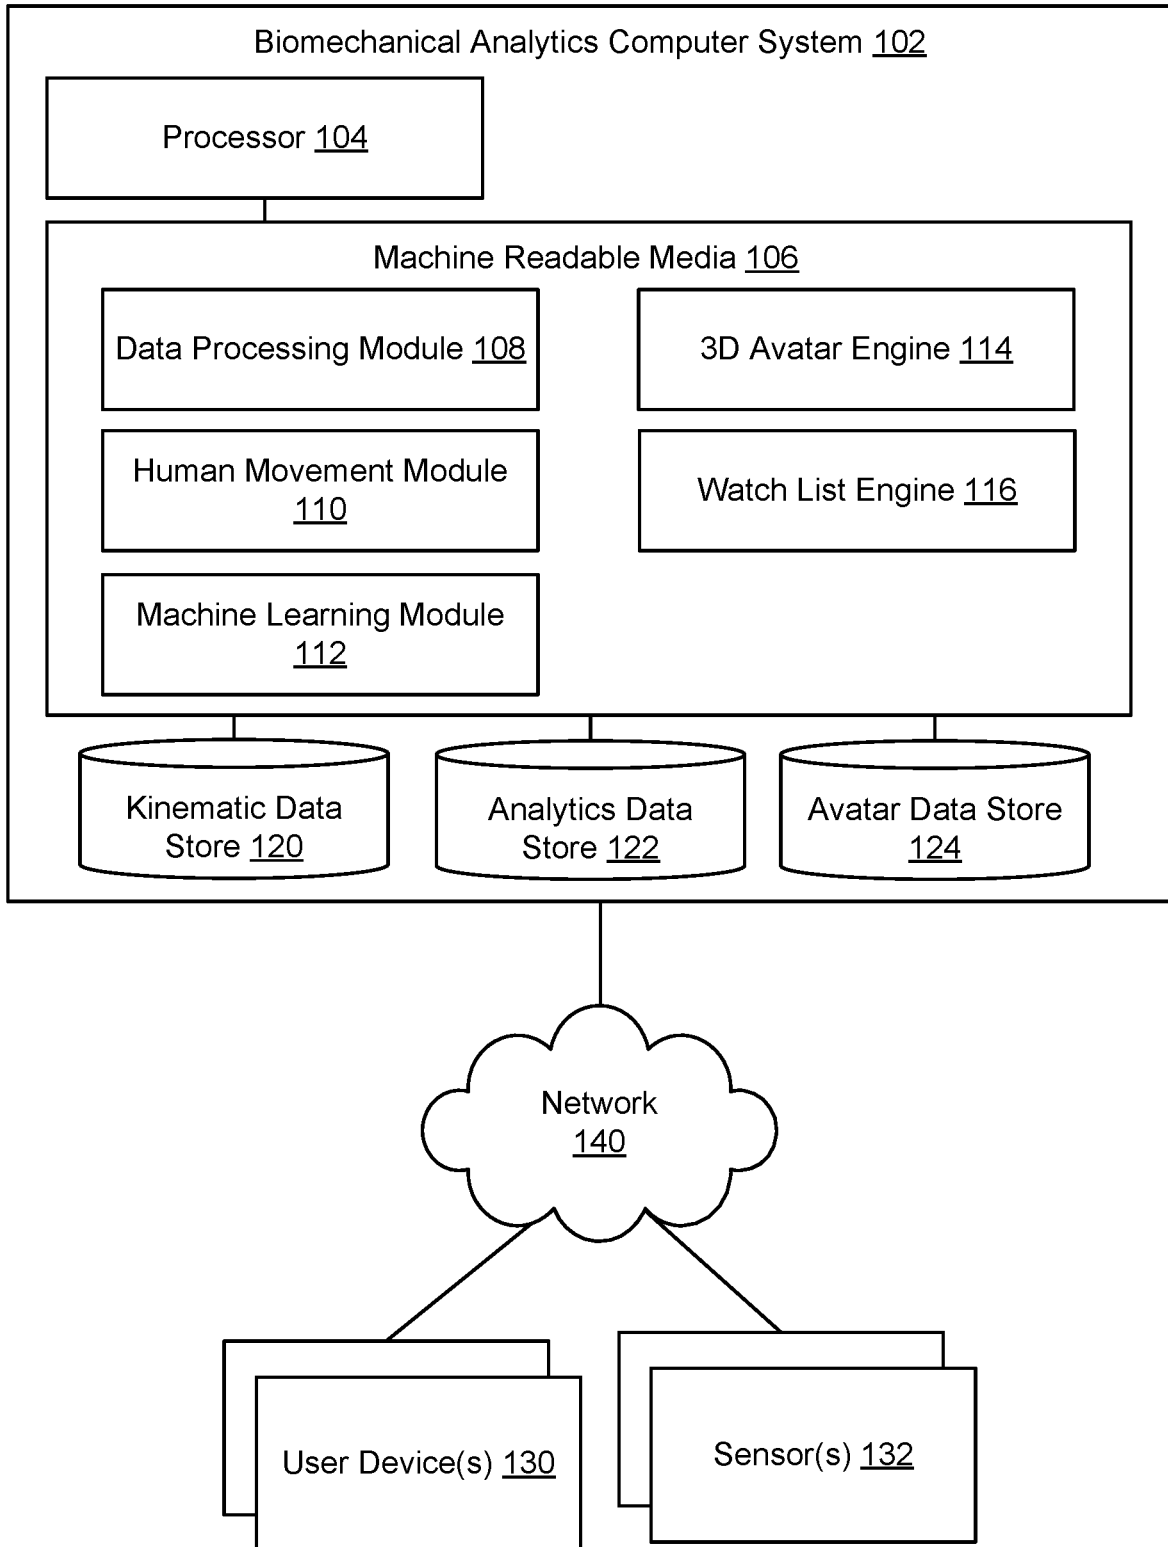 Biomechanical Analytics Computer System 102
Processor 104
Machine Readable Media 106
Data Processing Module 108
3D Avatar Engine 114
Human Movement Module
110
Watch List Engine 116
Machine Learning Module
112
Kinematic Data
Store 120
Analytics Data
Store 122
Avatar Data Store
124
Network
140
User Device(s) 130
Sensor(s) 132